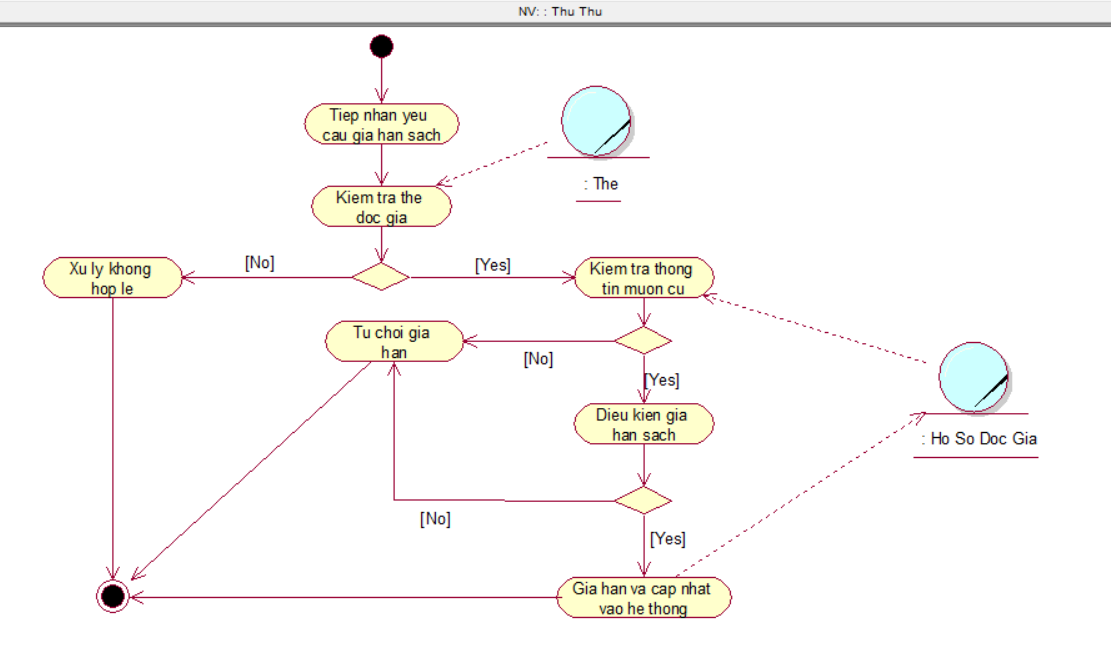 NV: : Thu Thu
Tiep nhan yeu
cau gia han sach
: The
Kiem tra the
doc gia
[No]
[Yes]
Xu ly khong
hop le
Kiem tra thong
tin muon cu
Tu choi gia
han
[No]
[Yes]
Dieu kien gia
han sach
: Ho So Doc Gia
[No]
[Yes]
Gia han va cap nhat
vao he thong